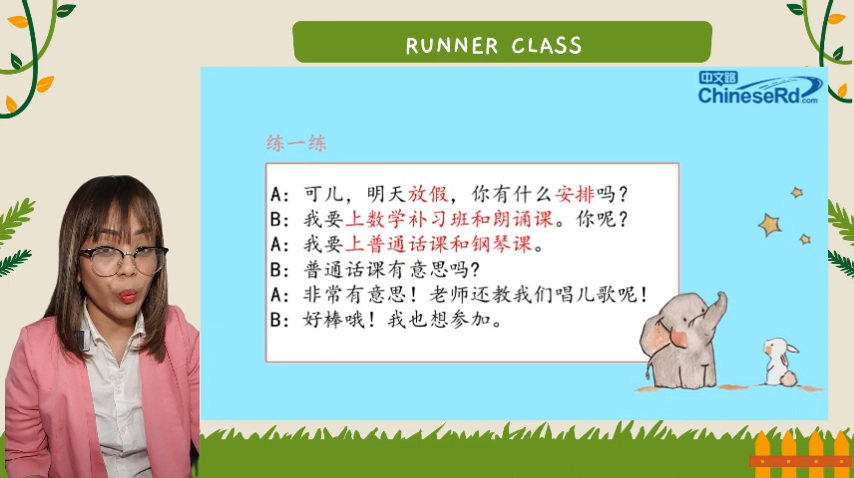 RUNNER CLASS
中文路
ChineseRd.com
练一练
A：可儿，明天放假，你有什么安排吗？
B：我要上数学补习班和朗诵课。你呢？
A：我要上普通话课和钢琴课。
B：普通话课有意思吗？
A：非常有意思！老师还教我们唱儿歌呢！
B：好棒哦！我也想参加。